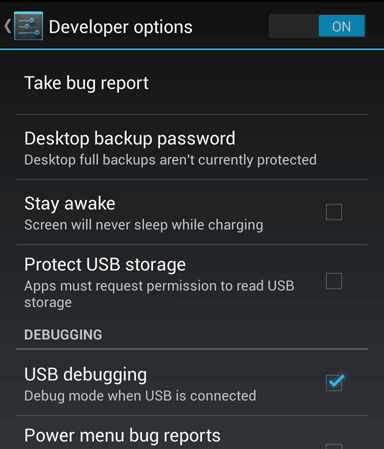 Developer options
ON
Take bug report
Desktop backup password
Desktop full backups aren't currently protected
Stay awake
Screen will never sleep while charging
Protect USB storage
Apps must request permission to read USB
storage
DEBUGGING
USB debugging
Debug mode when USB is connected
Power menu bug reports